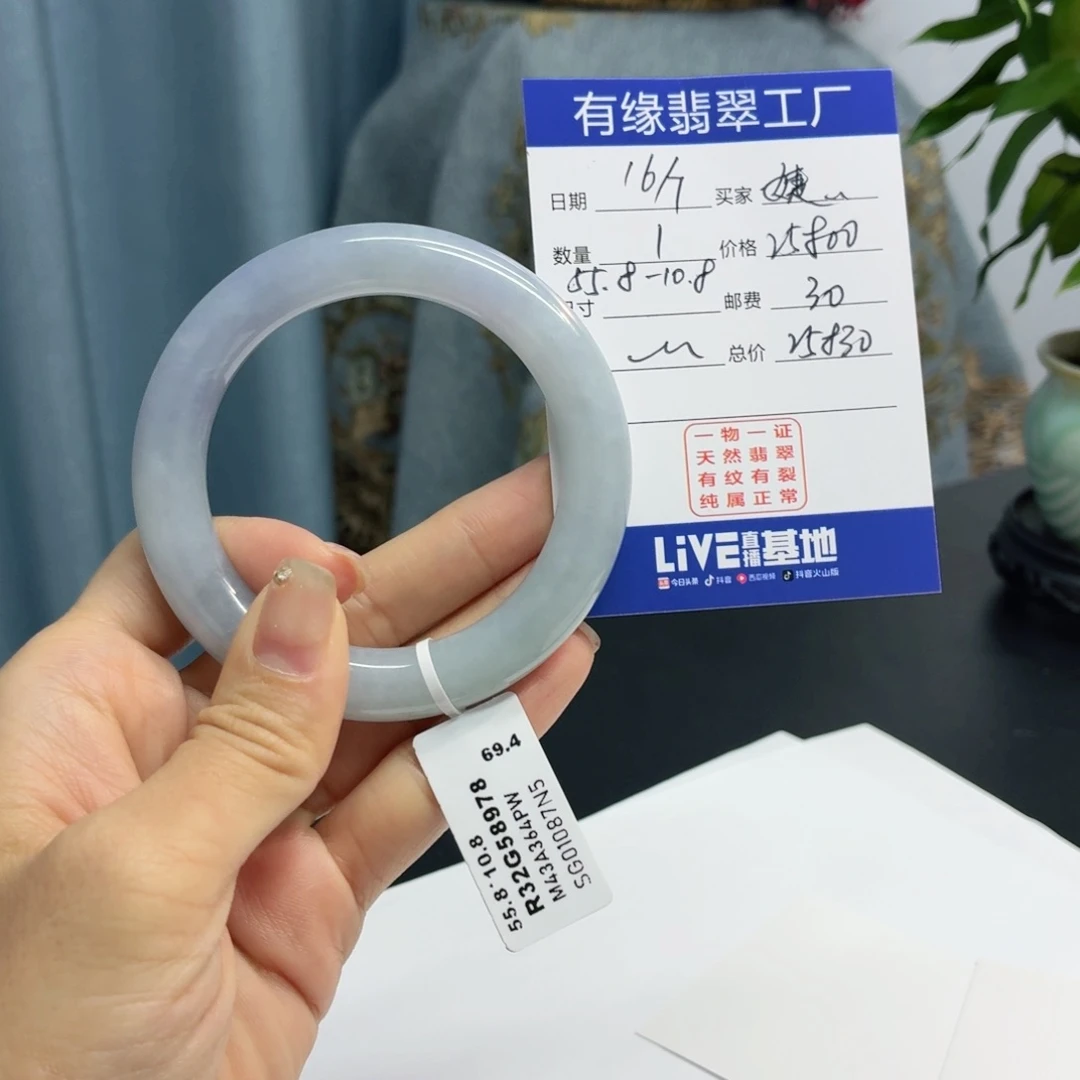 有缘翡翠工厂
日期 16/7 买家
数量 1 价格 25800
寸 55.8-10.8 邮费 30
总价 25830
一物一证
天然翡翠
有纹有裂
纯属正常
LiVE直播基地
今日头条 抖音 西瓜视频 抖音火山版
69.4
55.8*10.8
R32G58978
M43A364PW
SG01087N5